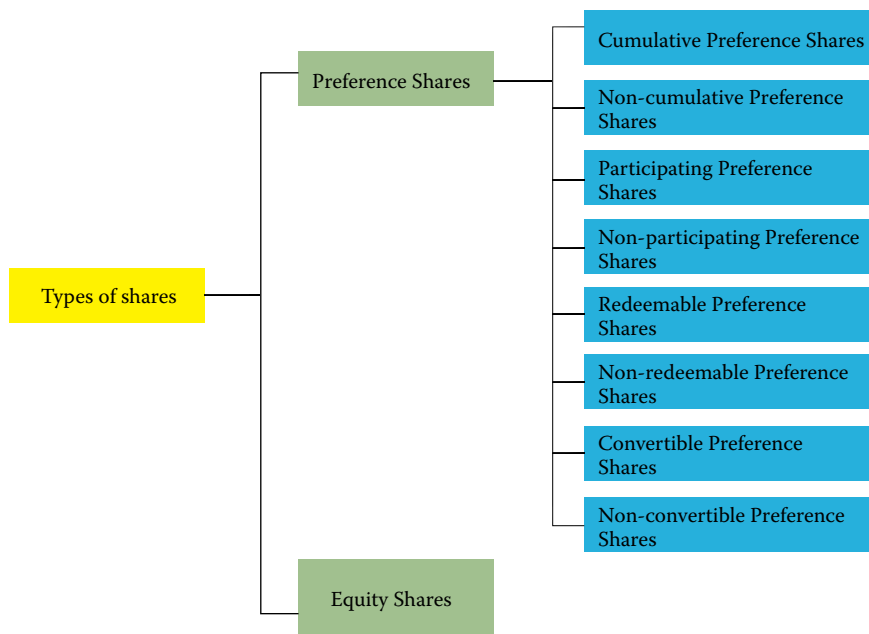 Types of shares
Preference Shares
Cumulative Preference Shares
Non-cumulative Preference
Shares
Participating Preference
Shares
Non-participating Preference
Shares
Redeemable Preference
Shares
Non-redeemable Preference
Shares
Convertible Preference
Shares
Non-convertible Preference
Shares
Equity Shares